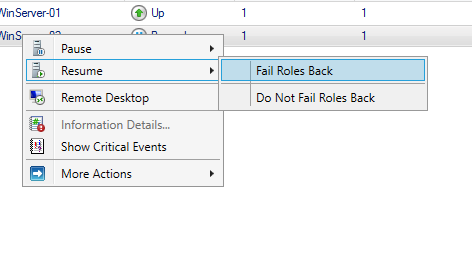 WinServer-01 Up 1 1
1 1
Pause
Resume
Fail Roles Back
Do Not Fail Roles Back
Remote Desktop
Information Details...
Show Critical Events
More Actions